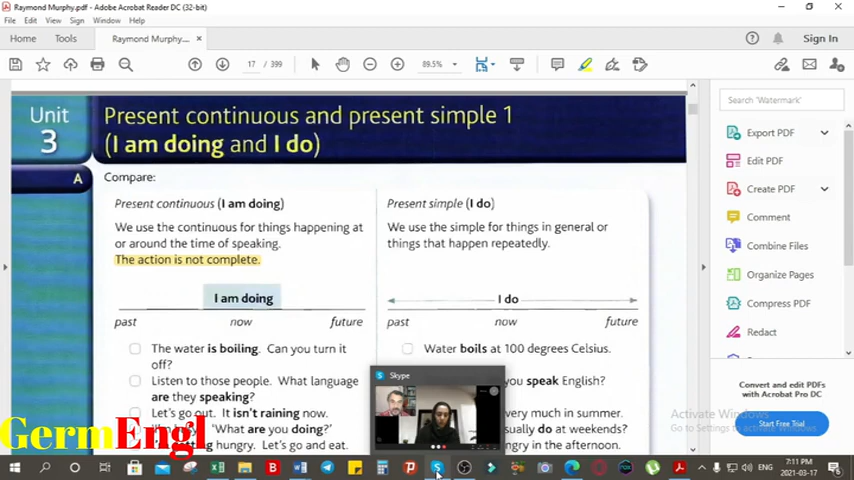 Raymond Murphy.pdf - Adobe Acrobat Reader DC (32-bit)
File Edit View Sign Window Help
Home Tools Raymond Murphy.... × Sign In
17 / 399 89.5%
Unit 3
Present continuous and present simple 1
(I am doing and I do)
A
Compare:
Present continuous (I am doing)
We use the continuous for things happening at
or around the time of speaking.
The action is not complete.
I am doing
past now future
The water is boiling. Can you turn it
off?
Listen to those people. What language
are they speaking?
Let's go out. It isn't raining now.
'What are you doing?'
hungry. Let's go and eat.
Present simple (I do)
We use the simple for things in general or
things that happen repeatedly.
I do
past now future
Water boils at 100 degrees Celsius.
you speak English?
very much in summer.
do at weekends?
in the afternoon.
Skype
Search 'Watermark'
Export PDF
Edit PDF
Create PDF
Comment
Combine Files
Organize Pages
Compress PDF
Redact
Convert and edit PDFs
with Acrobat Pro DC
Start Free Trial
Activate Windows
Go to Settings to activate Windows.
GermEngl
ENG
7:11 PM
2021-03-17